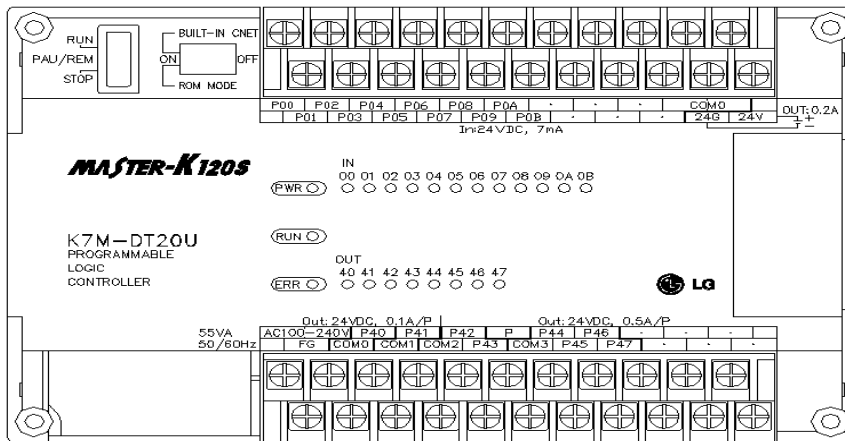 RUN
PAU/REM
STOP
BUILT-IN CNET
ON OFF
ROM MODE
P00 P02 P04 P06 P08 P0A · · · COM0
P01 P03 P05 P07 P09 P0B · · · 24G 24V
OUT:0.2A
+
−
In:24VDC, 7mA
MASTER-K120S
IN
00 01 02 03 04 05 06 07 08 09 0A 0B
PWR
K7M-DT20U
PROGRAMMABLE
LOGIC
CONTROLLER
RUN
OUT
40 41 42 43 44 45 46 47
ERR
LG
Out:24VDC, 0.1A/P Out:24VDC, 0.5A/P
55VA
50/60Hz
AC100-240V P40 P41 P42 P P44 P46 · · · ·
FG COM0 COM1 COM2 P43 COM3 P45 P47 · · ·